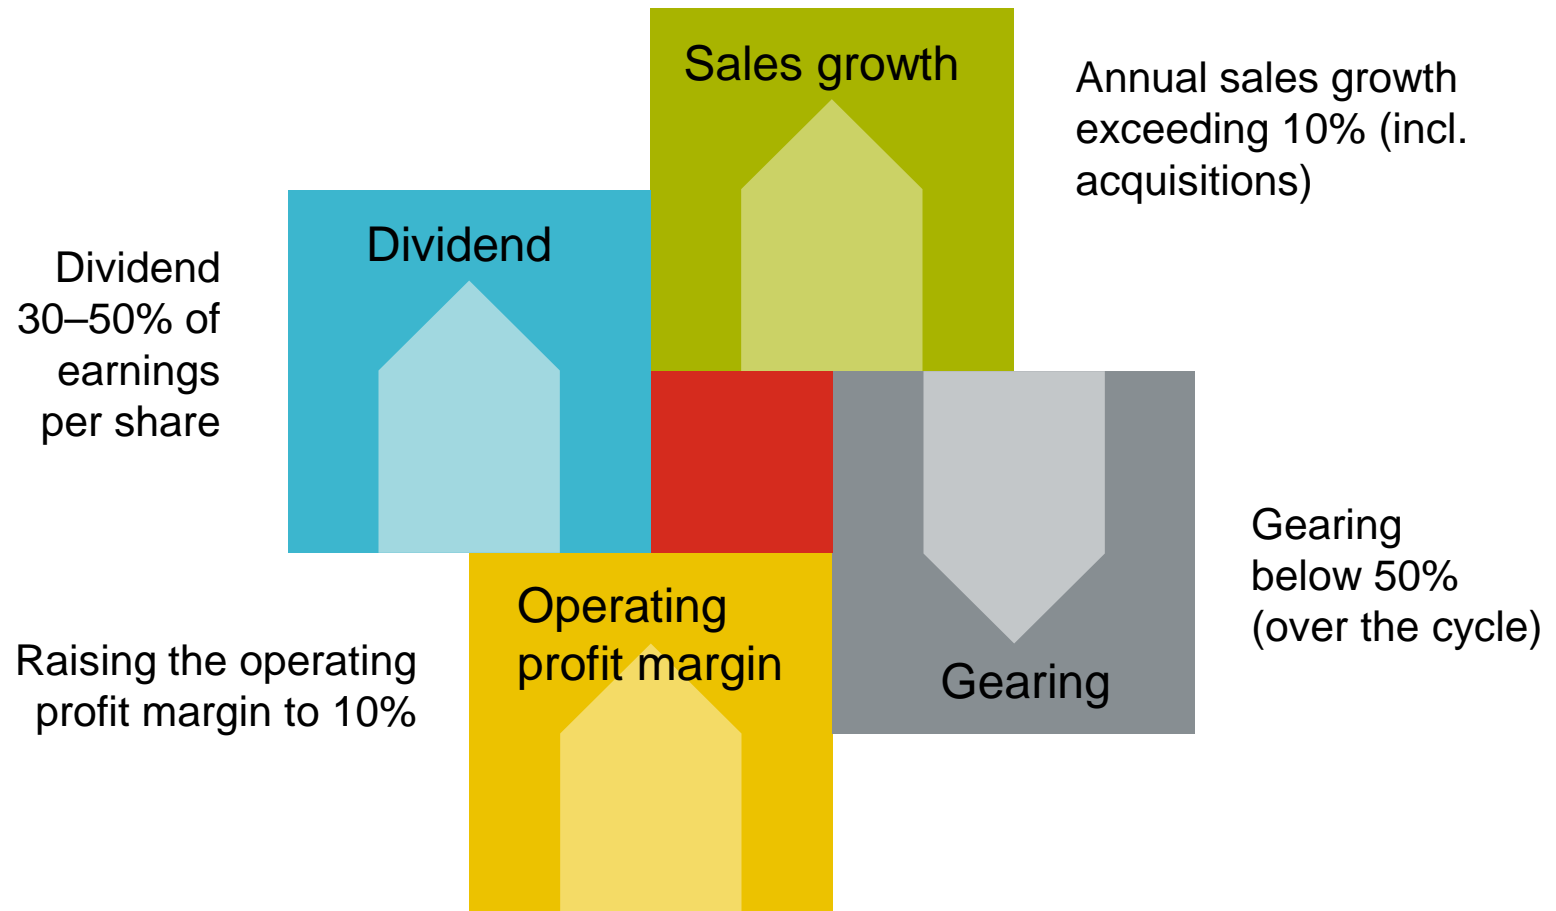 Sales growth
Annual sales growth
exceeding 10% (incl.
acquisitions)
Dividend
Dividend
30–50% of
earnings
per share
Operating
profit margin
Raising the operating
profit margin to 10%
Gearing
Gearing
below 50%
(over the cycle)